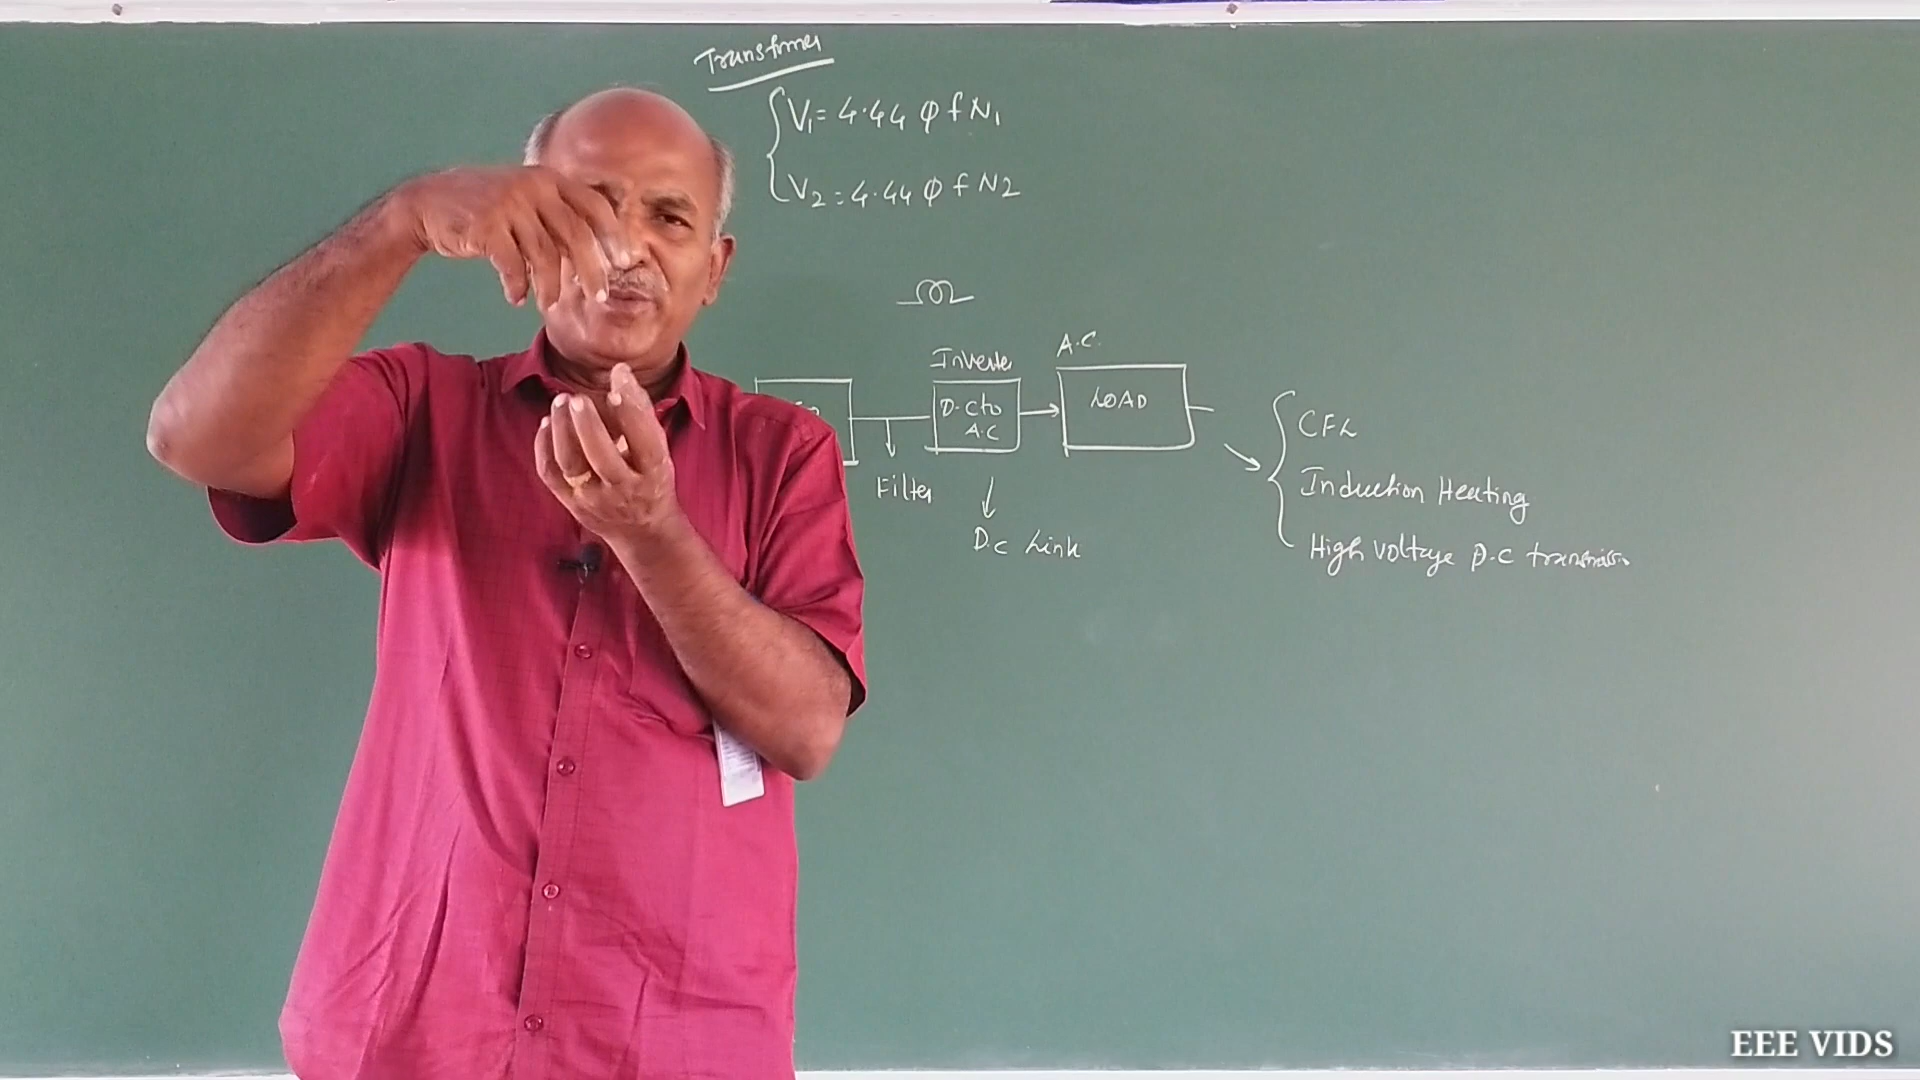 Transformer
V₁ = 4.44 φ f N₁
V₂ = 4.44 φ f N2
A.C.
Inverter
D.C to
A.C
LOAD
Filter
D.C Link
CFL
Induction Heating
High voltage D.C transmission
EEE VIDS